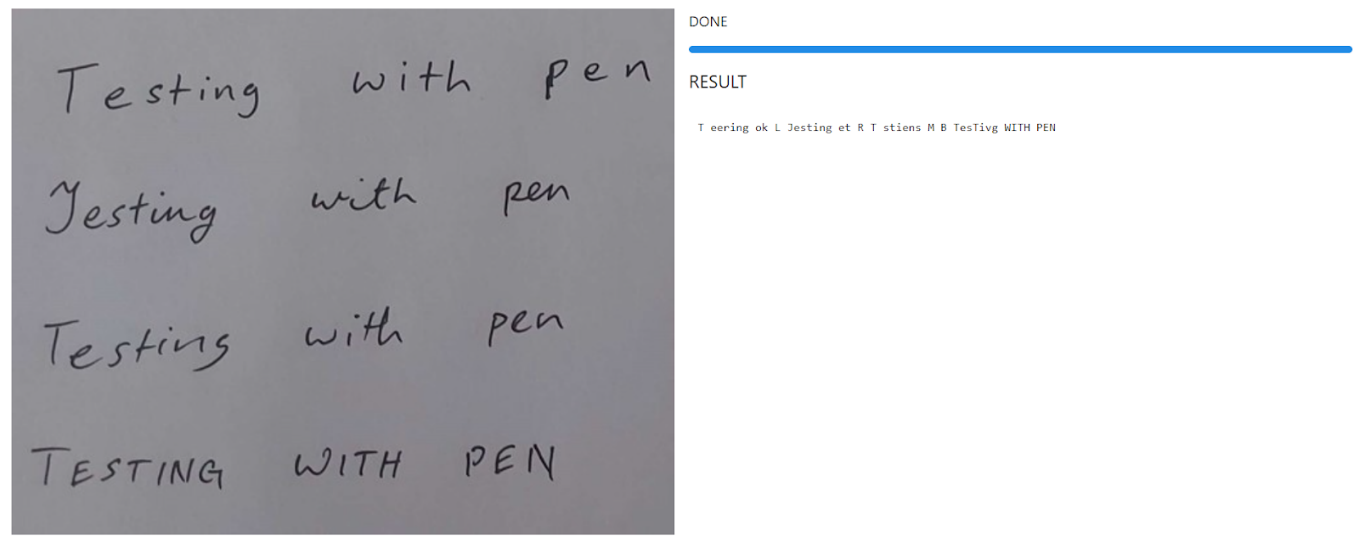 Testing with pen
Testing with pen
Testing with pen
TESTING WITH PEN
DONE
RESULT
T eering ok L Jesting et R T stiens M B TesTivg WITH PEN